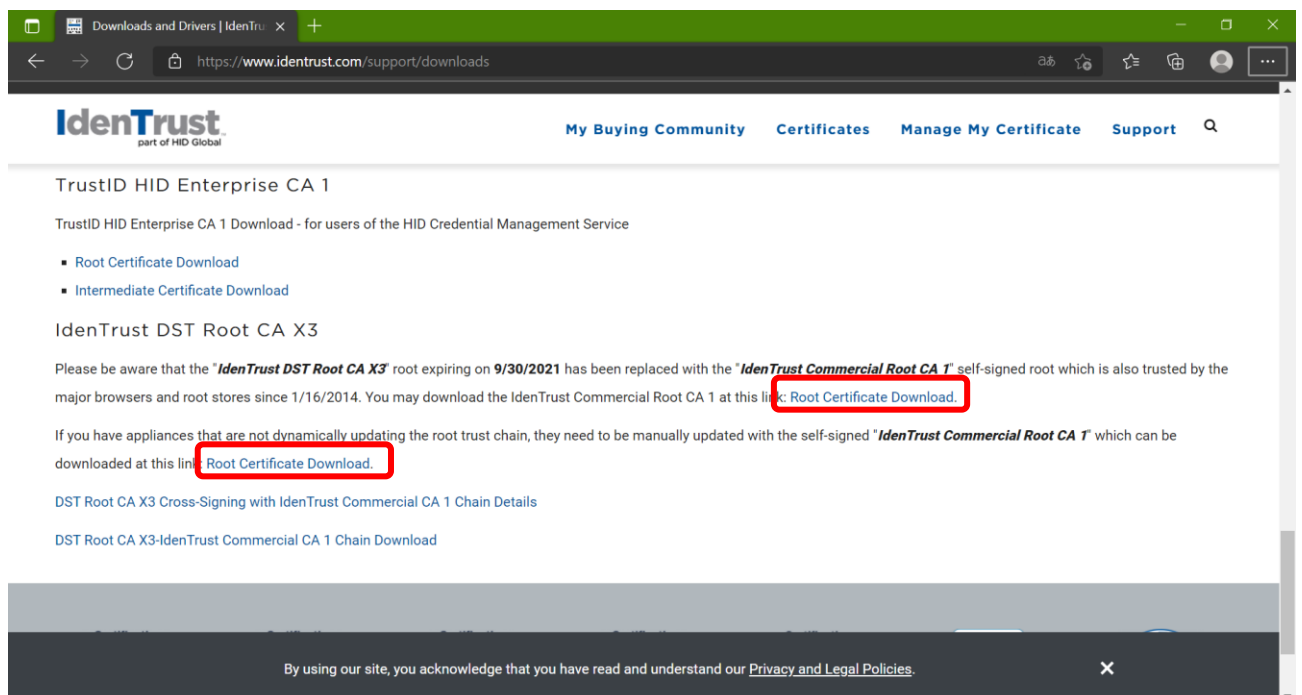 Downloads and Drivers | IdenTru
https://www.identrust.com/support/downloads
IdenTrust
part of HID Global
My Buying Community Certificates Manage My Certificate Support
TrustID HID Enterprise CA 1
TrustID HID Enterprise CA 1 Download - for users of the HID Credential Management Service
Root Certificate Download
Intermediate Certificate Download
IdenTrust DST Root CA X3
Please be aware that the "IdenTrust DST Root CA X3" root expiring on 9/30/2021 has been replaced with the "IdenTrust Commercial Root CA 1" self-signed root which is also trusted by the
major browsers and root stores since 1/16/2014. You may download the IdenTrust Commercial Root CA 1 at this link: Root Certificate Download.
If you have appliances that are not dynamically updating the root trust chain, they need to be manually updated with the self-signed "IdenTrust Commercial Root CA 1" which can be
downloaded at this link: Root Certificate Download.
DST Root CA X3 Cross-Signing with IdenTrust Commercial CA 1 Chain Details
DST Root CA X3-IdenTrust Commercial CA 1 Chain Download
By using our site, you acknowledge that you have read and understand our Privacy and Legal Policies.